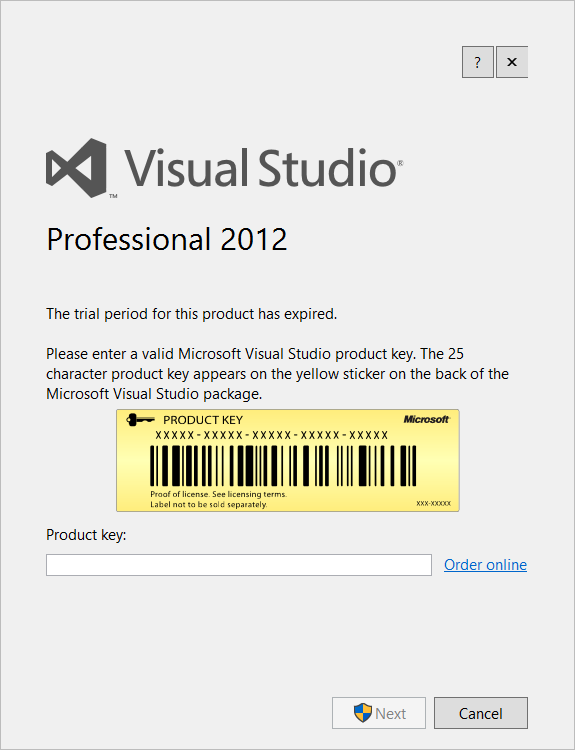 ?
Visual Studio®
™
Professional 2012
The trial period for this product has expired.
Please enter a valid Microsoft Visual Studio product key. The 25
character product key appears on the yellow sticker on the back of the
Microsoft Visual Studio package.
PRODUCT KEY Microsoft
XXXXX-XXXXX-XXXXX-XXXXX-XXXXX
Proof of license. See licensing terms.
Label not to be sold separately. XXX-XXXXX
Product key:
Order online
Next Cancel